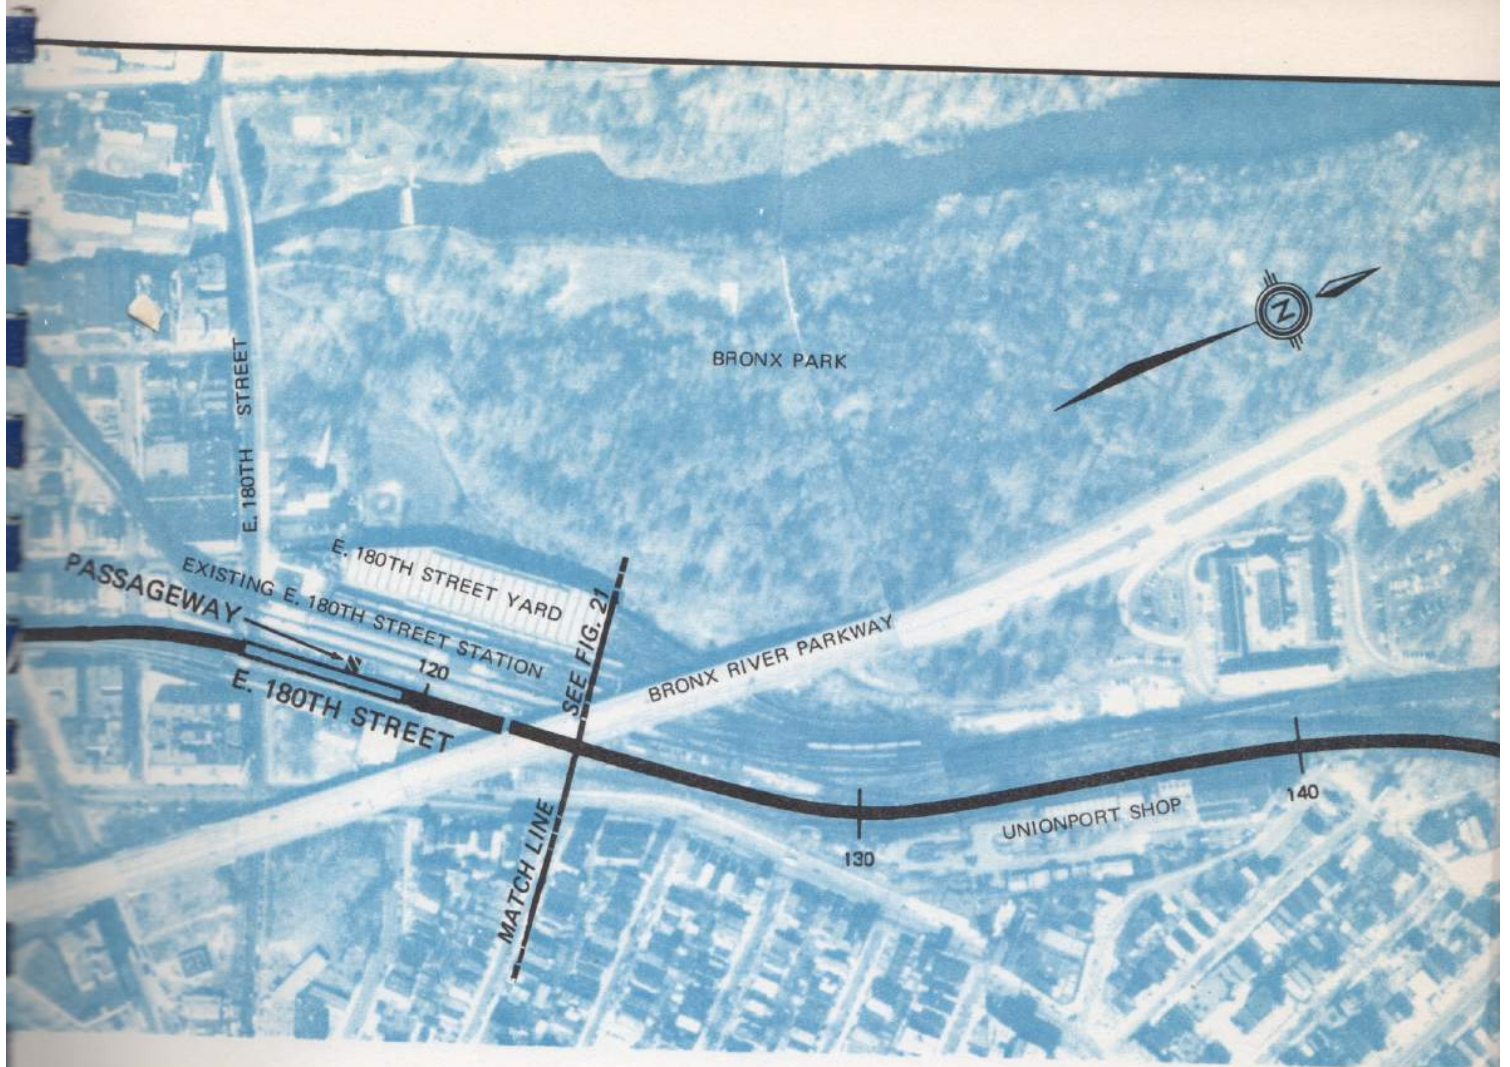 N
BRONX PARK
E. 180TH STREET
E. 180TH STREET YARD
EXISTING E. 180TH STREET STATION
PASSAGEWAY
120
E. 180TH STREET
SEE FIG. 21
MATCH LINE
BRONX RIVER PARKWAY
130
UNIONPORT SHOP
140